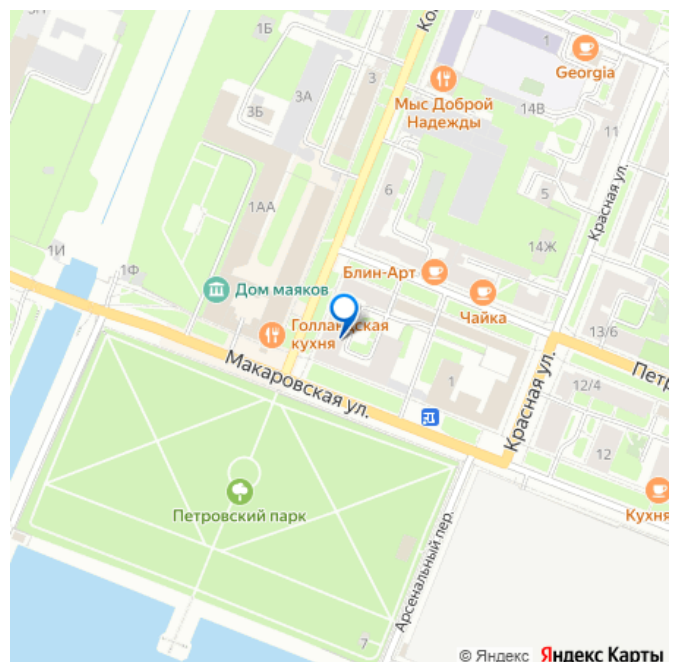 1Б
3А
3Б
3
1
Georgia
Мыс Доброй
Надежды
14В
11
Красная ул.
1АА
6
5
14Ж
1И
1Ф
Дом маяков
Блин-Арт
Чайка
Голландская
кухня
13/6
Макаровская ул.
1
12/4
Красная ул.
12
Петровский парк
Кухня
Арсенальный пер.
7
© Яндекс Яндекс Карты